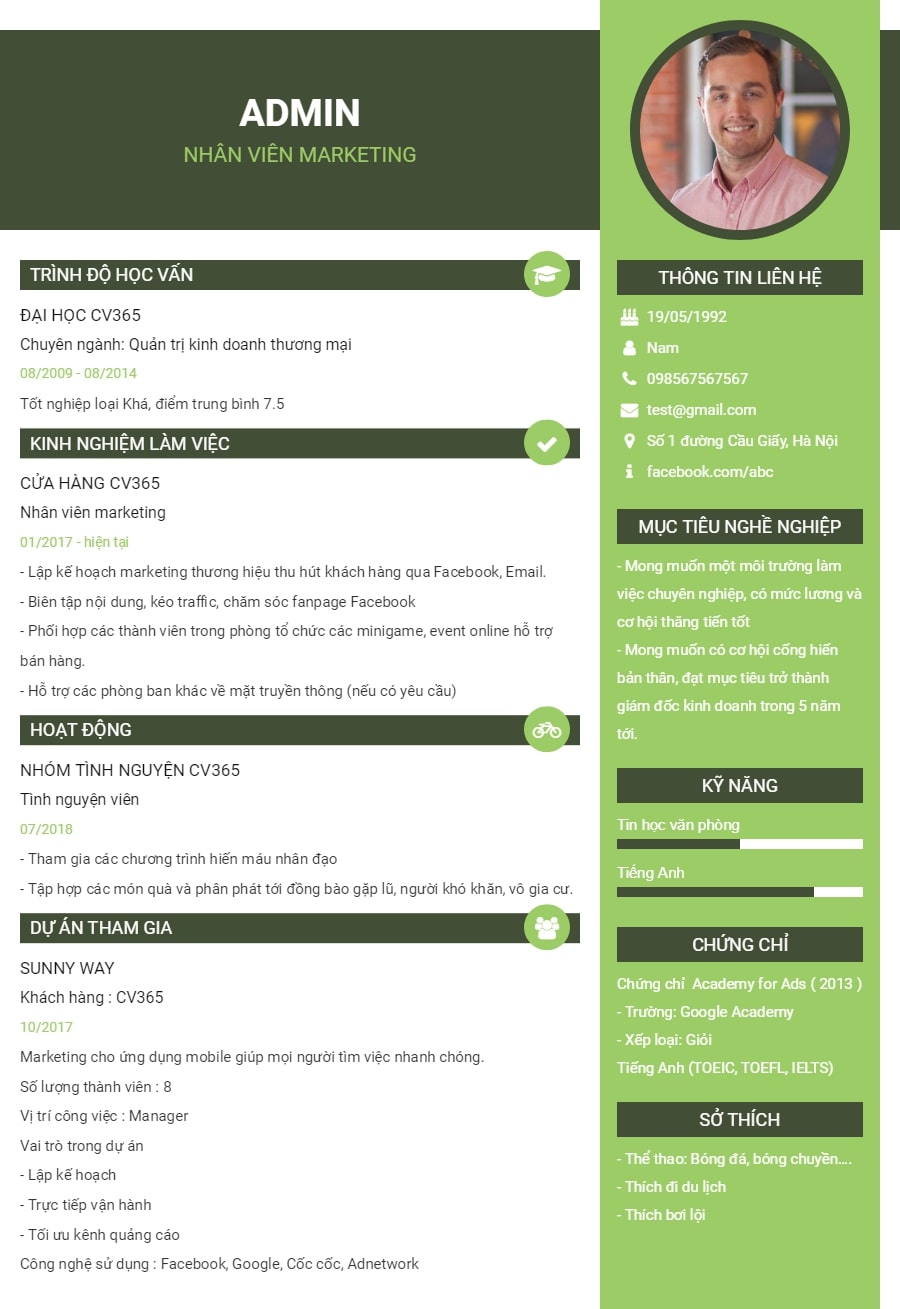 ADMIN
NHÂN VIÊN MARKETING
TRÌNH ĐỘ HỌC VẤN
ĐẠI HỌC CV365
Chuyên ngành: Quản trị kinh doanh thương mại
08/2009 - 08/2014
Tốt nghiệp loại Khá, điểm trung bình 7.5
KINH NGHIỆM LÀM VIỆC
CỬA HÀNG CV365
Nhân viên marketing
01/2017 - hiện tại
- Lập kế hoạch marketing thương hiệu thu hút khách hàng qua Facebook, Email.
- Biên tập nội dung, kéo traffic, chăm sóc fanpage Facebook
- Phối hợp các thành viên trong phòng tổ chức các minigame, event online hỗ trợ
bán hàng.
- Hỗ trợ các phòng ban khác về mặt truyền thông (nếu có yêu cầu)
HOẠT ĐỘNG
NHÓM TÌNH NGUYỆN CV365
Tình nguyện viên
07/2018
- Tham gia các chương trình hiến máu nhân đạo
- Tập hợp các món quà và phân phát tới đồng bào gặp lũ, người khó khăn, vô gia cư.
DỰ ÁN THAM GIA
SUNNY WAY
Khách hàng : CV365
10/2017
Marketing cho ứng dụng mobile giúp mọi người tìm việc nhanh chóng.
Số lượng thành viên : 8
Vị trí công việc : Manager
Vai trò trong dự án
- Lập kế hoạch
- Trực tiếp vận hành
- Tối ưu kênh quảng cáo
Công nghệ sử dụng : Facebook, Google, Cốc cốc, Adnetwork
THÔNG TIN LIÊN HỆ
19/05/1992
Nam
098567567567
test@gmail.com
Số 1 đường Cầu Giấy, Hà Nội
facebook.com/abc
MỤC TIÊU NGHỀ NGHIỆP
- Mong muốn một môi trường làm
việc chuyên nghiệp, có mức lương và
cơ hội thăng tiến tốt
- Mong muốn có cơ hội cống hiến
bản thân, đạt mục tiêu trở thành
giám đốc kinh doanh trong 5 năm
tới.
KỸ NĂNG
Tin học văn phòng
Tiếng Anh
CHỨNG CHỈ
Chứng chỉ  Academy for Ads ( 2013 )
- Trường: Google Academy
- Xếp loại: Giỏi
Tiếng Anh (TOEIC, TOEFL, IELTS)
SỞ THÍCH
- Thể thao: Bóng đá, bóng chuyền....
- Thích đi du lịch
- Thích bơi lội